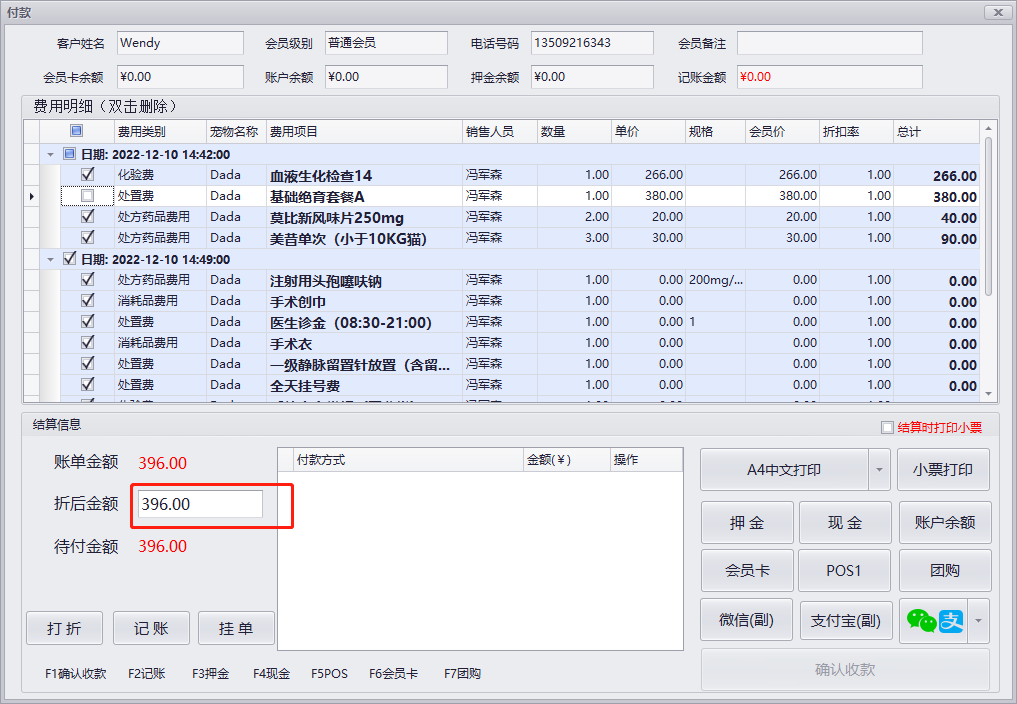 付款
客户姓名 Wendy 会员级别 普通会员 电话号码 13509216343 会员备注
会员卡余额 ¥0.00 账户余额 ¥0.00 押金余额 ¥0.00 记账金额 ¥0.00
费用明细（双击删除）
费用类别 宠物名称 费用项目 销售人员 数量 单价 规格 会员价 折扣率 总计
日期: 2022-12-10 14:42:00
化验费 Dada 血液生化检查14 冯军森 1.00 266.00 266.00 1.00 266.00
处置费 Dada 基础绝育套餐A 冯军森 1.00 380.00 380.00 1.00 380.00
处方药品费用 Dada 莫比新风味片250mg 冯军森 2.00 20.00 20.00 1.00 40.00
处方药品费用 Dada 美昔单次（小于10KG猫） 冯军森 3.00 30.00 30.00 1.00 90.00
日期: 2022-12-10 14:49:00
处方药品费用 Dada 注射用头孢噻呋钠 冯军森 1.00 0.00 200mg/... 0.00 1.00 0.00
消耗品费用 Dada 手术创巾 冯军森 1.00 0.00 0.00 1.00 0.00
处置费 Dada 医生诊金（08:30-21:00） 冯军森 1.00 0.00 1 0.00 1.00 0.00
消耗品费用 Dada 手术衣 冯军森 1.00 0.00 0.00 1.00 0.00
处置费 Dada 一级静脉留置针放置（含留... 冯军森 1.00 0.00 0.00 1.00 0.00
处置费 Dada 全天挂号费 冯军森 1.00 0.00 0.00 1.00 0.00
结算信息
结算时打印小票
账单金额 396.00
折后金额 396.00
待付金额 396.00
付款方式 金额(¥) 操作
A4中文打印 小票打印
押 金 现 金 账户余额
会员卡 POS1 团购
微信(副) 支付宝(副) 支
打 折 记 账 挂 单
确认收款
F1确认收款 F2记账 F3押金 F4现金 F5POS F6会员卡 F7团购